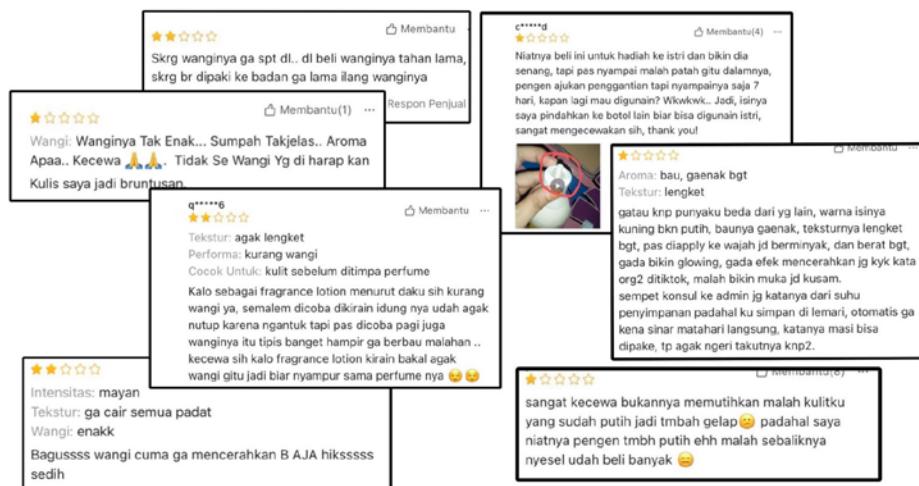 Membantu
Skrg wanginya ga spt dl.. dl beli wanginya tahan lama,
skrg br dipaki ke badan ga lama ilang wanginya
Respon Penjual
Membantu(1) ...
Wangi: Wanginya Tak Enak... Sumpah Takjelas.. Aroma
Apaa.. Kecewa 🙏🙏. Tidak Se Wangi Yg di harap kan
Kulis saya jadi bruntusan.
c*****d
Membantu(4) ...
Niatnya beli ini untuk hadiah ke istri dan bikin dia
senang, tapi pas nyampai malah patah gitu dalamnya,
pengen ajukan penggantian tapi nyampainya saja 7
hari, kapan lagi mau digunain? Wkwkwk.. Jadi, isinya
saya pindahkan ke botol lain biar bisa digunain istri,
sangat mengecewakan sih, thank you!
Membantu ...
Aroma: bau, gaenak bgt
Tekstur: lengket
gatau knp punyaku beda dari yg lain, warna isinya
kuning bkn putih, baunya gaenak, teksturnya lengket
bgt, pas diapply ke wajah jd berminyak, dan berat bgt,
gada bikin glowing, gada efek mencerahkan jg kyk kata
org2 ditiktok, malah bikin muka jd kusam.
sempet konsul ke admin jg katanya dari suhu
penyimpanan padahal ku simpan di lemari, otomatis ga
kena sinar matahari langsung, katanya masi bisa
dipake, tp agak ngeri takutnya knp2.
q*****6
Membantu ...
Tekstur: agak lengket
Performa: kurang wangi
Cocok Untuk: kulit sebelum ditimpa perfume
Kalo sebagai fragrance lotion menurut daku sih kurang
wangi ya, semalem dicoba dikirain idung nya udah agak
nutup karena ngantuk tapi pas dicoba pagi juga
wanginya itu tipis banget hampir ga berbau malahan ..
kecewa sih kalo fragrance lotion kirain bakal agak
wangi gitu jadi biar nyampur sama perfume nya 😌😌
Intensitas: mayan
Tekstur: ga cair semua padat
Wangi: enakk
Bagussss wangi cuma ga mencerahkan B AJA hiksssss
sedih
Membantu(8)
sangat kecewa bukannya memutihkan malah kulitku
yang sudah putih jadi tmbah gelap😞 padahal saya
niatnya pengen tmbh putih ehh malah sebaliknya
nyesel udah beli banyak 😑